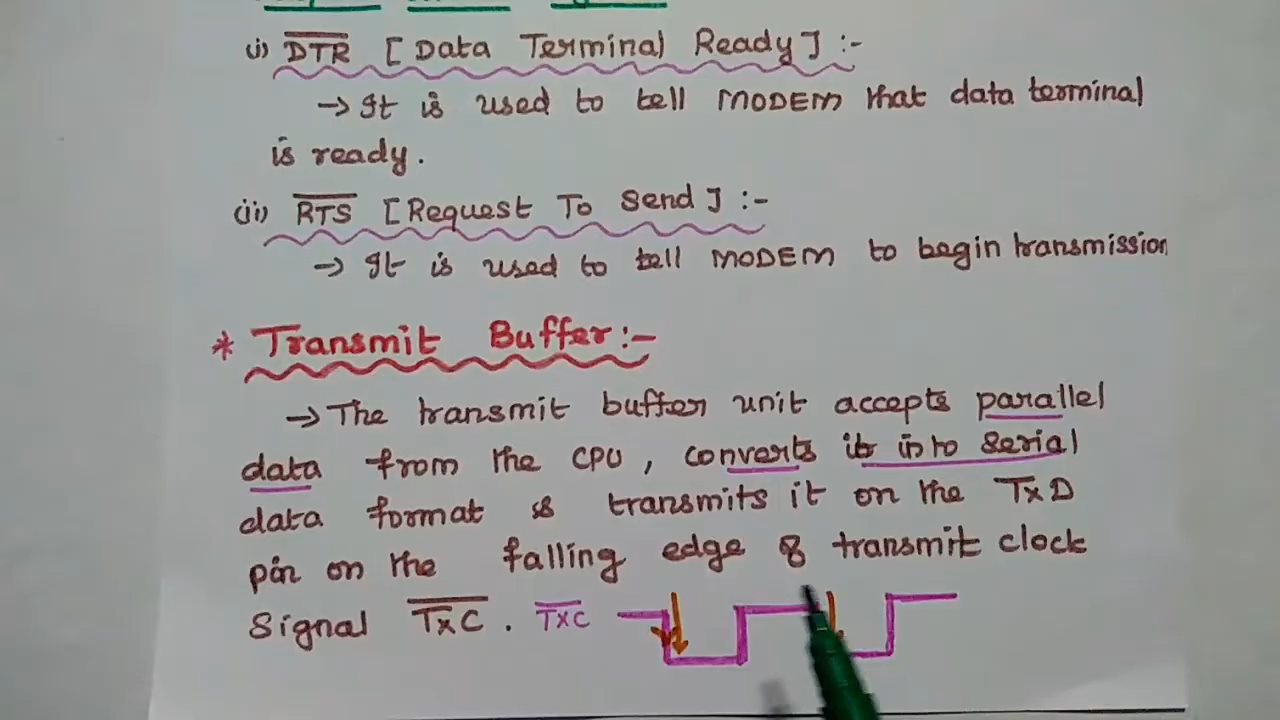 (i) DTR [Data Terminal Ready] :-
→ It is used to tell MODEM that data terminal
is ready.
(ii) RTS [Request To Send] :-
→ It is used to tell MODEM to begin transmission
* Transmit Buffer:-
→ The transmit buffer unit accepts parallel
data from the CPU, converts it into serial
data format & transmits it on the TxD
pin on the falling edge of transmit clock
Signal TxC. TXC